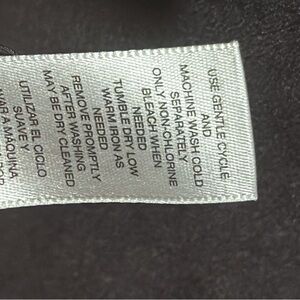 USE GENTLE CYCLE
AND
MACHINE WASH COLD
SEPARATELY
ONLY NON-CHLORINE
BLEACH WHEN
NEEDED
TUMBLE DRY LOW
WARM IRON AS
NEEDED
REMOVE PROMPTLY
AFTER WASHING
MAY BE DRY CLEANED
UTILIZAR EL CICLO
SUAVE Y